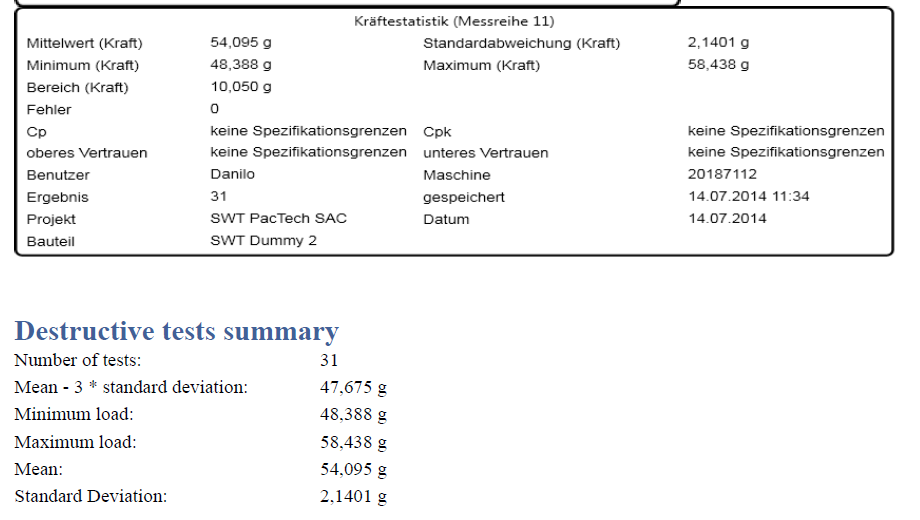 Kräftestatistik (Messreihe 11)
Mittelwert (Kraft) 54,095 g Standardabweichung (Kraft) 2,1401 g
Minimum (Kraft) 48,388 g Maximum (Kraft) 58,438 g
Bereich (Kraft) 10,050 g
Fehler 0
Cp keine Spezifikationsgrenzen Cpk keine Spezifikationsgrenzen
oberes Vertrauen keine Spezifikationsgrenzen unteres Vertrauen keine Spezifikationsgrenzen
Benutzer Danilo Maschine 20187112
Ergebnis 31 gespeichert 14.07.2014 11:34
Projekt SWT PacTech SAC Datum 14.07.2014
Bauteil SWT Dummy 2
Destructive tests summary
Number of tests: 31
Mean - 3 * standard deviation: 47,675 g
Minimum load: 48,388 g
Maximum load: 58,438 g
Mean: 54,095 g
Standard Deviation: 2,1401 g